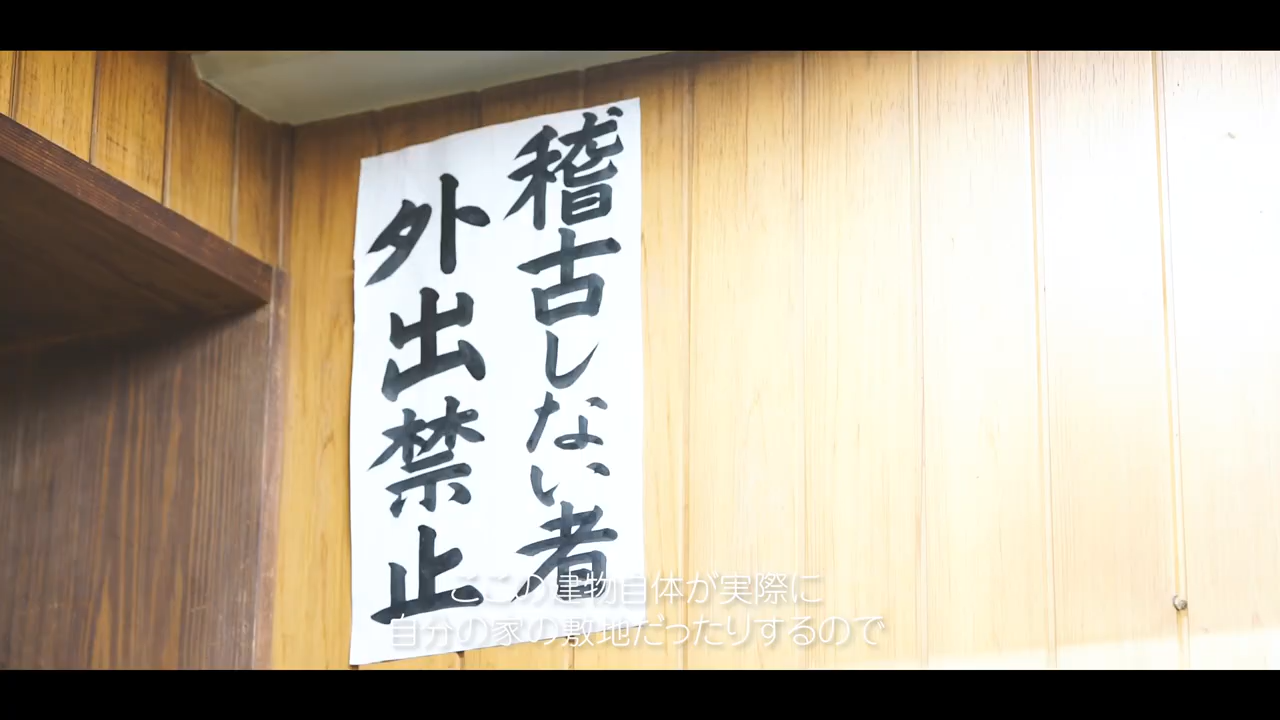 稽古しない者
外出禁止
ここの建物自体が実際に
自分の家の敷地だったりするので